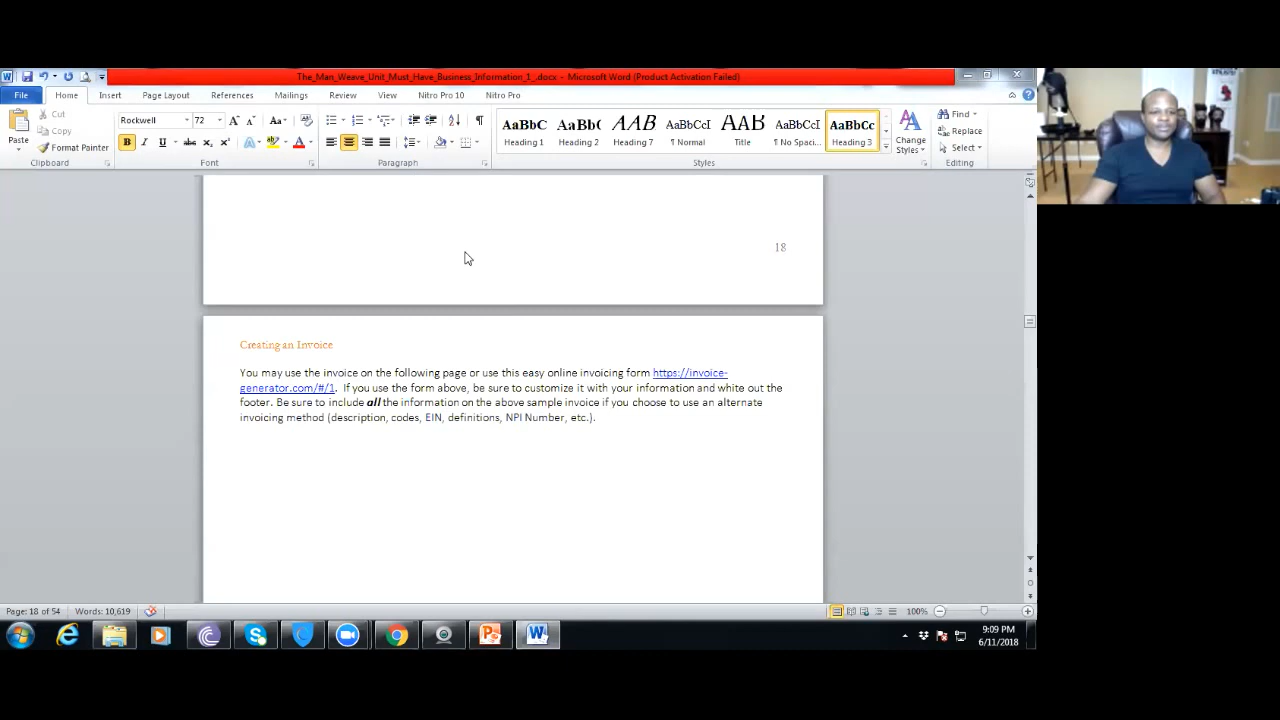 The_Man_Weave_Unit_Must_Have_Business_Information_1_.docx - Microsoft Word (Product Activation Failed)
File Home Insert Page Layout References Mailings Review View Nitro Pro 10 Nitro Pro
Paste
Cut
Copy
Format Painter
Clipboard
Rockwell 72
Font
Paragraph
AaBbC AaBb( AAB AaBbCcI AAB AaBbCcI AaBbCc
Heading 1 Heading 2 Heading 7 ¶ Normal Title ¶ No Spaci... Heading 3
Change
Styles
Styles
Find
Replace
Select
Editing
18
Creating an Invoice
You may use the invoice on the following page or use this easy online invoicing form https://invoice-
generator.com/#/1. If you use the form above, be sure to customize it with your information and white out the
footer. Be sure to include all the information on the above sample invoice if you choose to use an alternate
invoicing method (description, codes, EIN, definitions, NPI Number, etc.).
Page: 18 of 54 Words: 10,619 100%
9:09 PM
6/11/2018